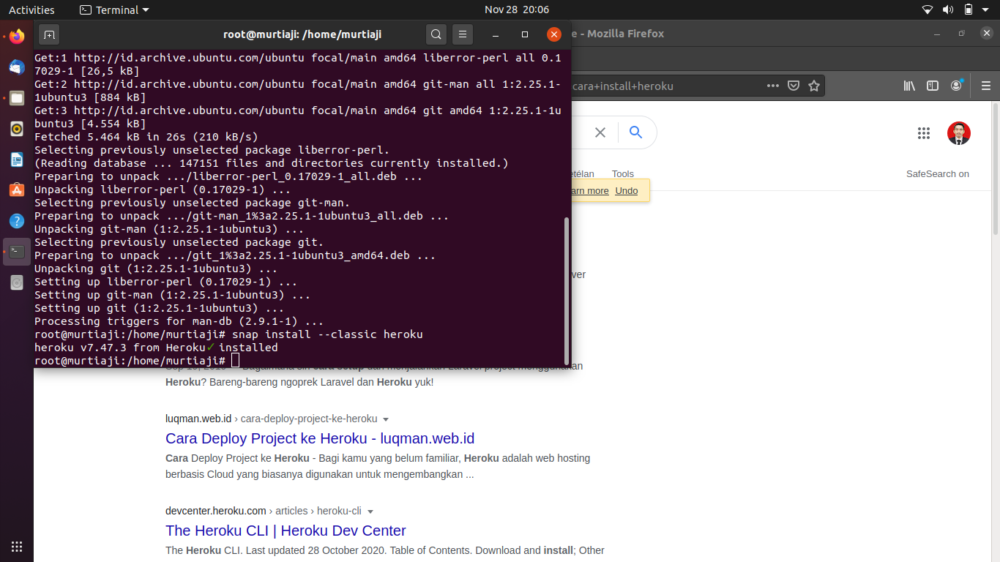 Activities
Terminal
Nov 28 20:06
root@murtiaji: /home/murtiaji
- Mozilla Firefox
Get:1 http://id.archive.ubuntu.com/ubuntu focal/main amd64 liberror-perl all 0.1
7029-1 [26,5 kB]
Get:2 http://id.archive.ubuntu.com/ubuntu focal/main amd64 git-man all 1:2.25.1-
1ubuntu3 [884 kB]
Get:3 http://id.archive.ubuntu.com/ubuntu focal/main amd64 git amd64 1:2.25.1-1u
buntu3 [4.554 kB]
Fetched 5.464 kB in 26s (210 kB/s)
Selecting previously unselected package liberror-perl.
(Reading database ... 147151 files and directories currently installed.)
Preparing to unpack .../liberror-perl_0.17029-1_all.deb ...
Unpacking liberror-perl (0.17029-1) ...
Selecting previously unselected package git-man.
Preparing to unpack .../git-man_1%3a2.25.1-1ubuntu3_all.deb ...
Unpacking git-man (1:2.25.1-1ubuntu3) ...
Selecting previously unselected package git.
Preparing to unpack .../git_1%3a2.25.1-1ubuntu3_amd64.deb ...
Unpacking git (1:2.25.1-1ubuntu3) ...
Setting up liberror-perl (0.17029-1) ...
Setting up git-man (1:2.25.1-1ubuntu3) ...
Setting up git (1:2.25.1-1ubuntu3) ...
Processing triggers for man-db (2.9.1-1) ...
root@murtiaji:/home/murtiaji# snap install --classic heroku
heroku v7.47.3 from Heroku✓ installed
root@murtiaji:/home/murtiaji#
cara+install+heroku
Tools
SafeSearch on
more Undo
Heroku? Bareng-bareng ngoprek Laravel dan Heroku yuk!
luqman.web.id › cara-deploy-project-ke-heroku
Cara Deploy Project ke Heroku - luqman.web.id
Cara Deploy Project ke Heroku - Bagi kamu yang belum familiar, Heroku adalah web hosting
berbasis Cloud yang biasanya digunakan untuk mengembangkan ...
devcenter.heroku.com › articles › heroku-cli
The Heroku CLI | Heroku Dev Center
The Heroku CLI. Last updated 28 October 2020. Table of Contents. Download and install; Other